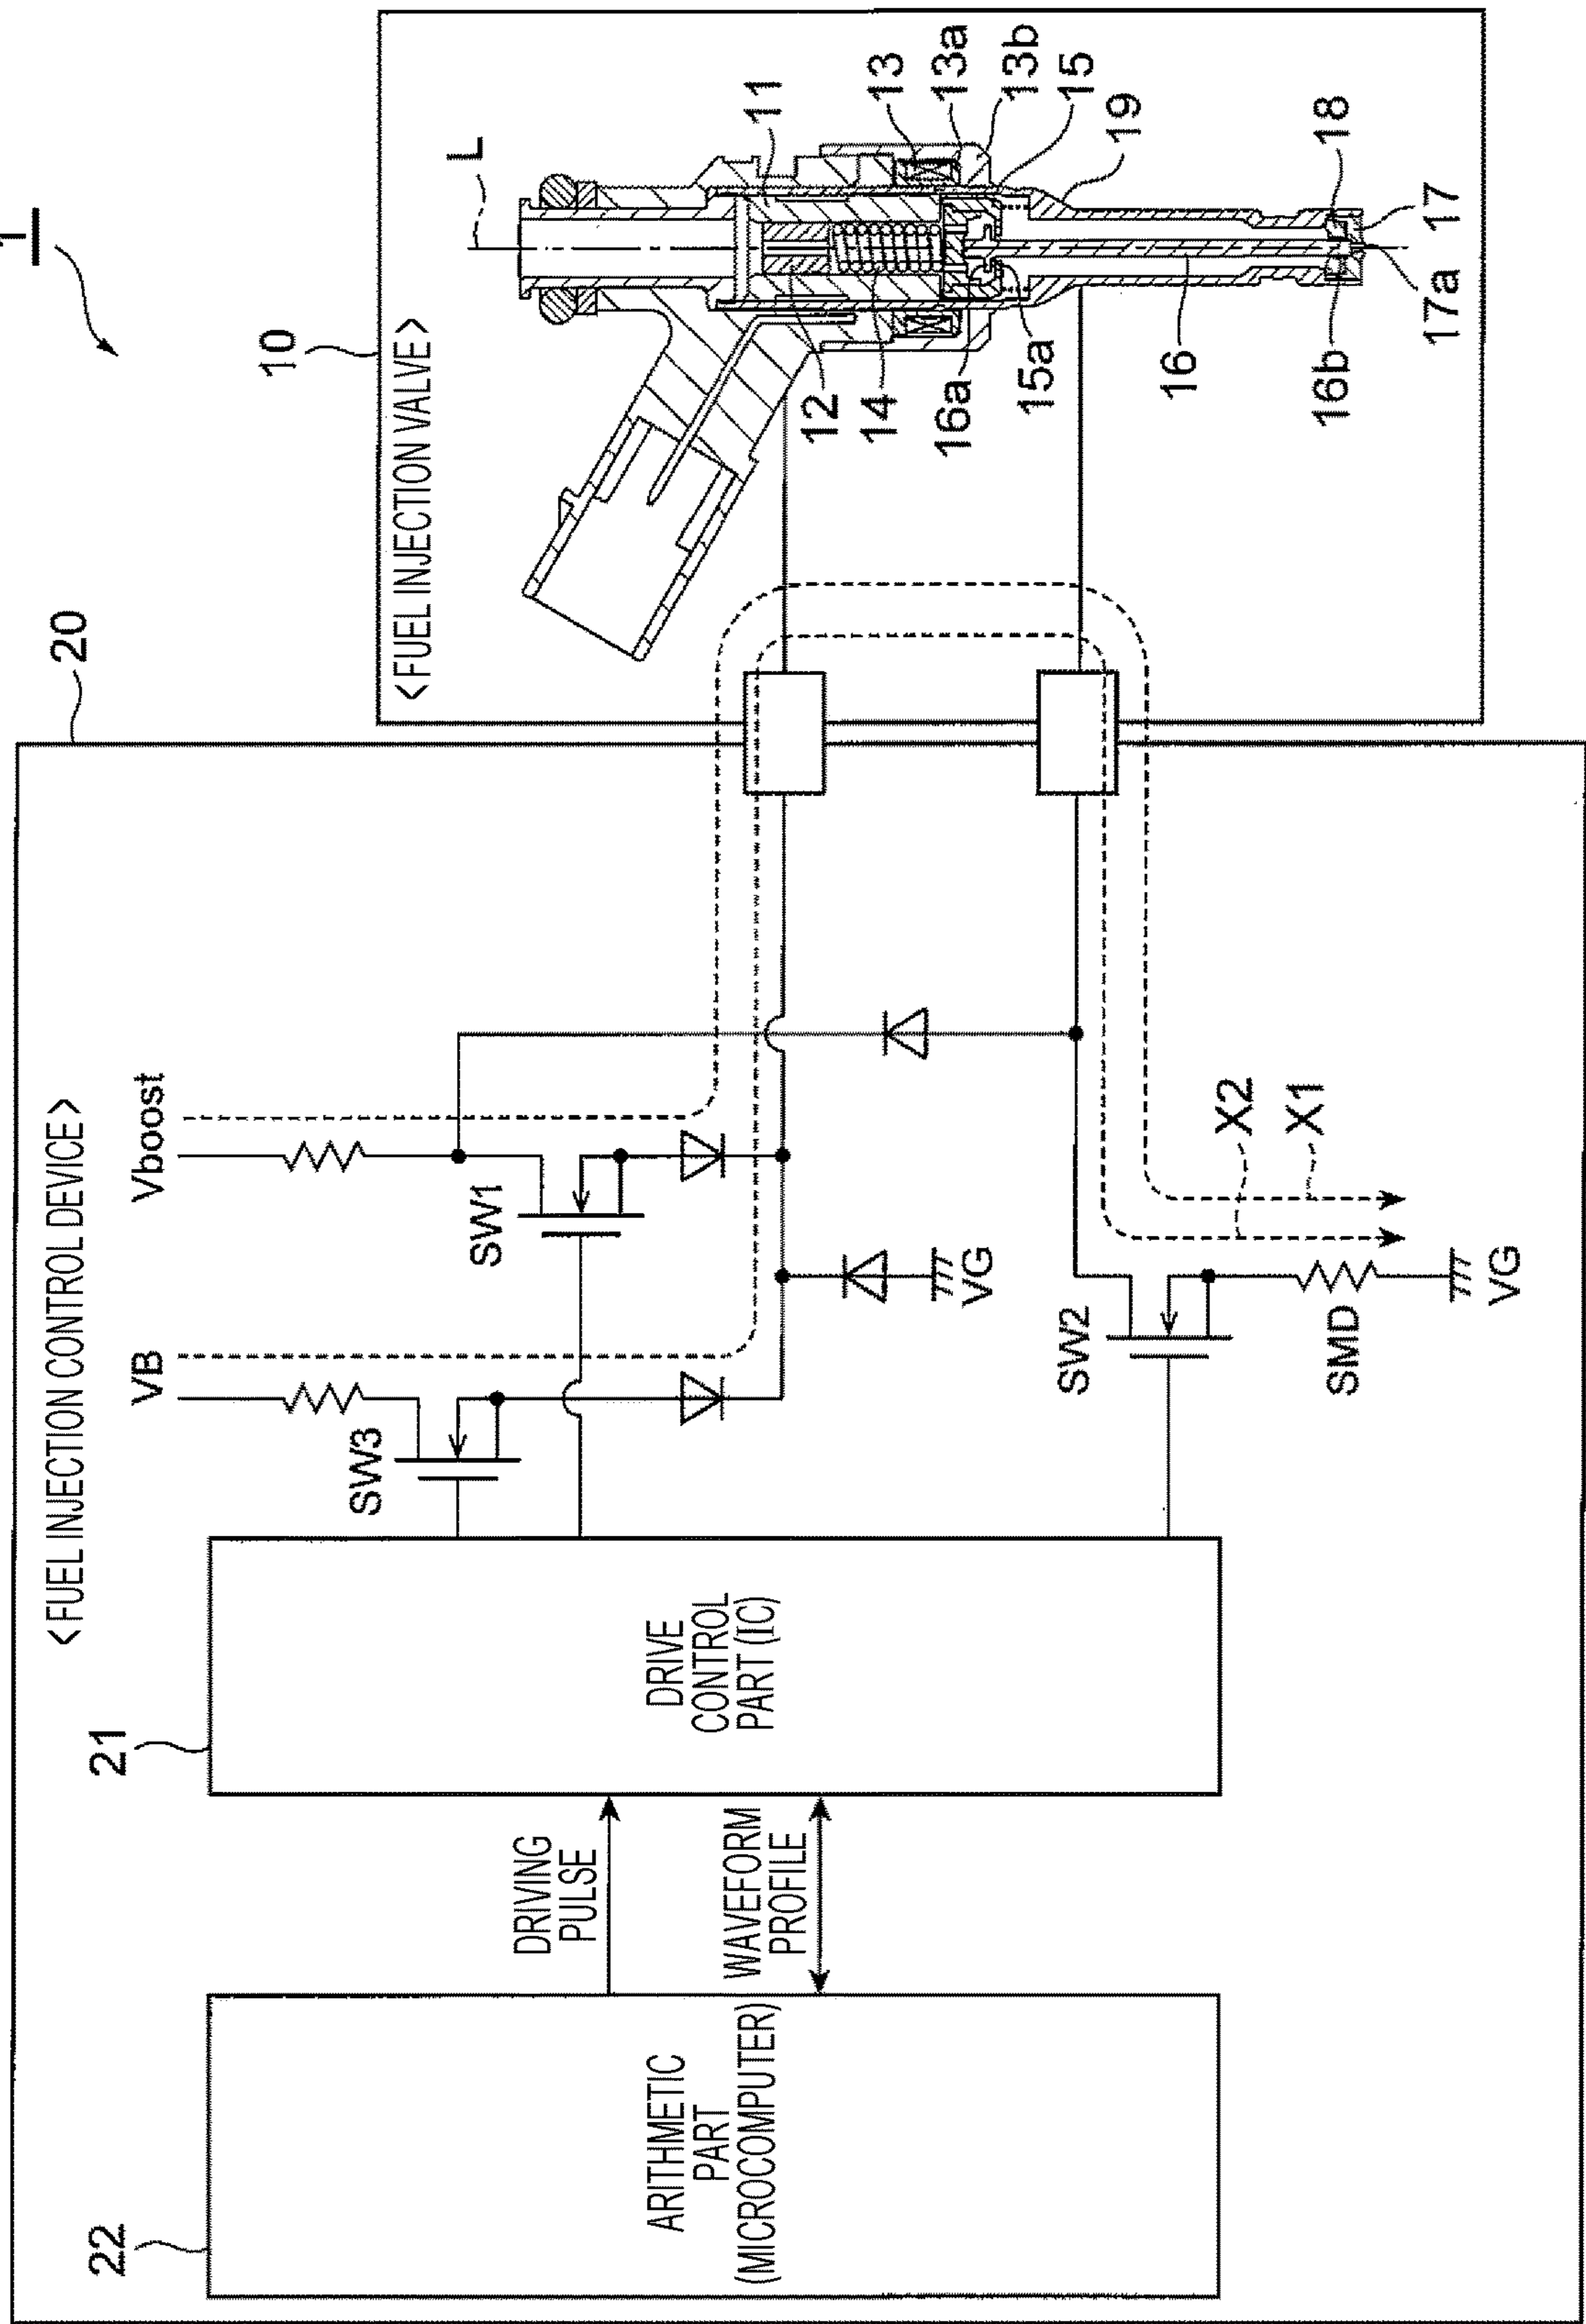 1
20
10
<FUEL INJECTION CONTROL DEVICE>
<FUEL INJECTION VALVE>
22
21
ARITHMETIC
PART
(MICROCOMPUTER)
DRIVING
PULSE
WAVEFORM
PROFILE
DRIVE
CONTROL
PART (IC)
VB
Vboost
SW3
SW1
VG
SW2
SMD
VG
X2
X1
L
11
13
13a
13b
15
19
18
17
12
14
16a
15a
16
16b
17a